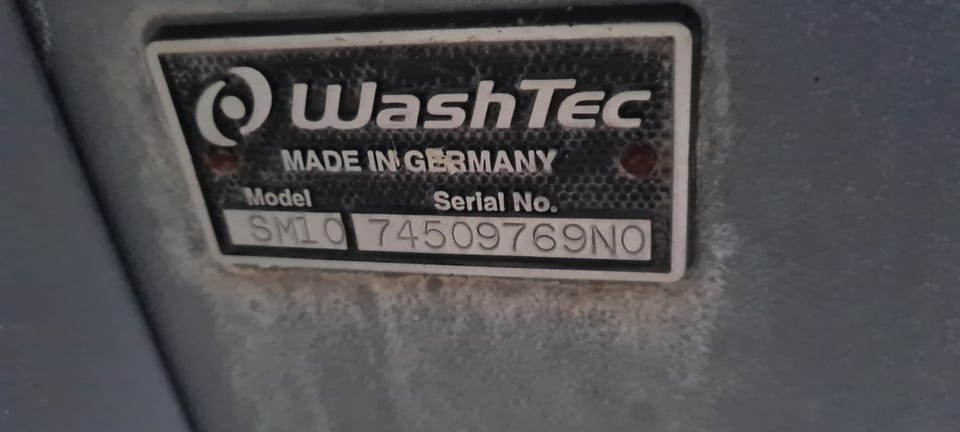 WashTec
MADE IN GERMANY
Model Serial No.
SM10 74509769N0